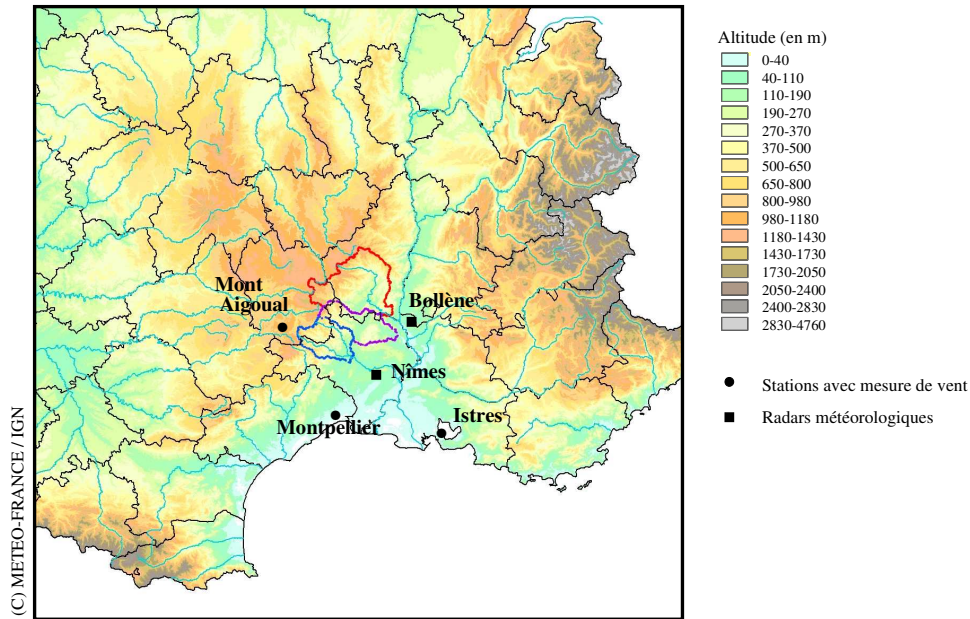 Altitude (en m)
0-40
40-110
110-190
190-270
270-370
370-500
500-650
650-800
800-980
980-1180
1180-1430
1430-1730
1730-2050
2050-2400
2400-2830
2830-4760
Stations avec mesure de vent
Radars météorologiques
Mont
Aigoual
Bollène
Nîmes
Montpellier
Istres
(C) METEO-FRANCE / IGN